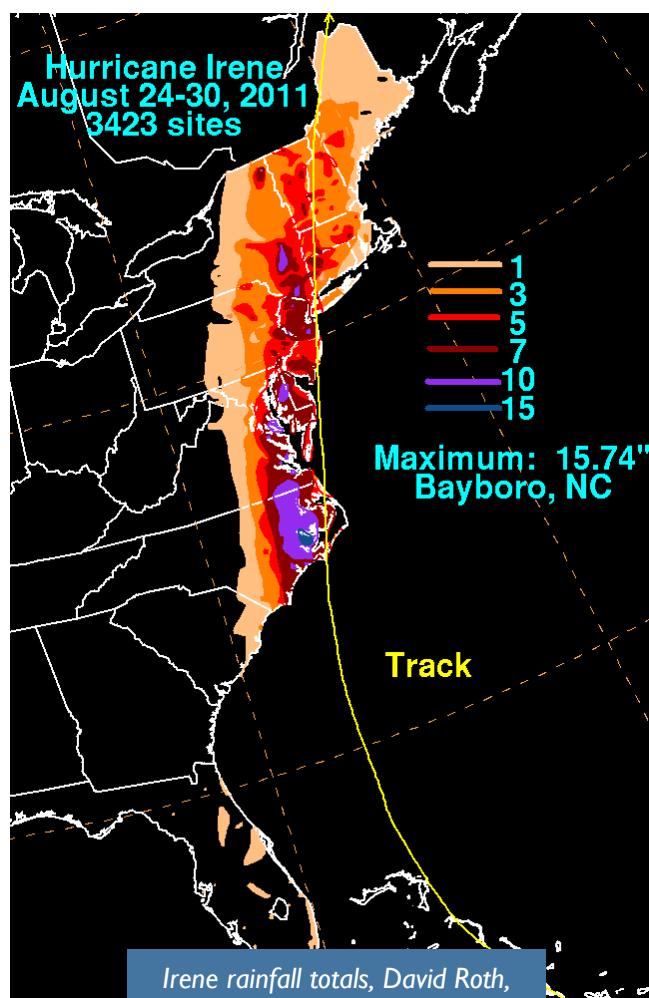 Hurricane Irene
August 24-30, 2011
3423 sites
1
3
5
7
10
15
Maximum: 15.74"
Bayboro, NC
Track
Irene rainfall totals, David Roth,